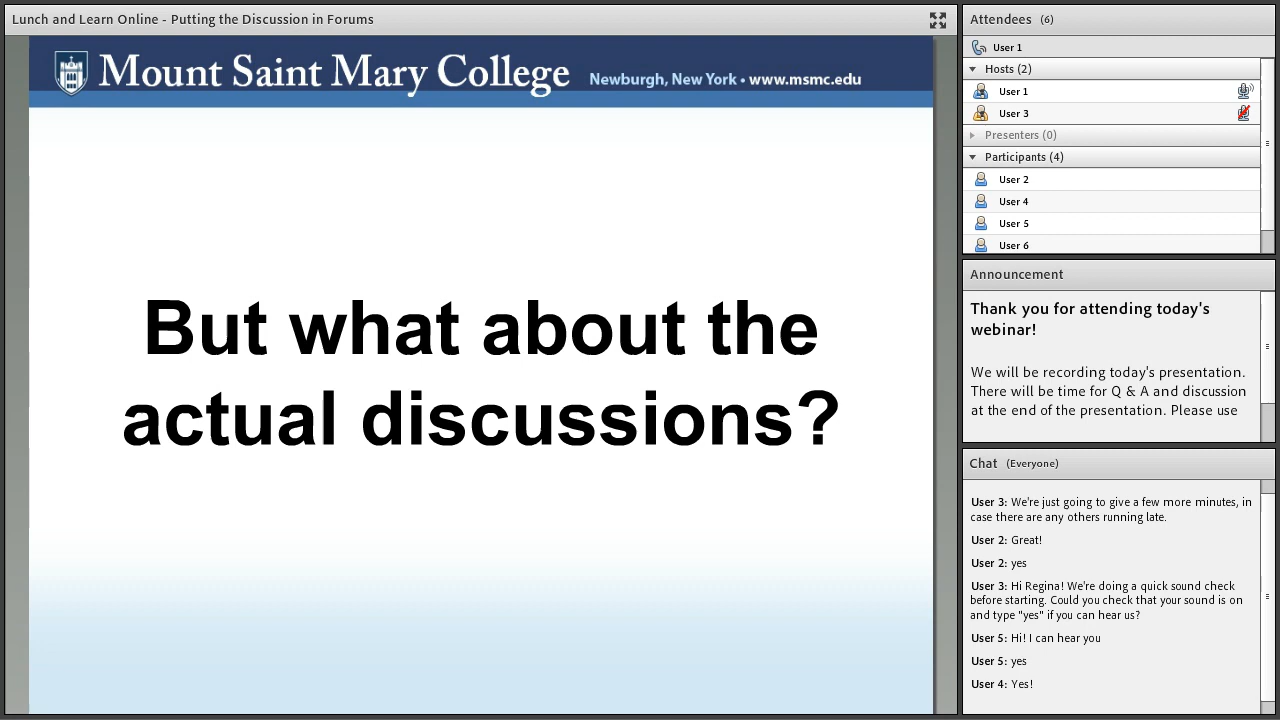 Lunch and Learn Online - Putting the Discussion in Forums
Mount Saint Mary College Newburgh, New York • www.msmc.edu
But what about the
actual discussions?
Attendees (6)
User 1
Hosts (2)
User 1
User 3
Presenters (0)
Participants (4)
User 2
User 4
User 5
User 6
Announcement
Thank you for attending today's
webinar!
We will be recording today's presentation.
There will be time for Q & A and discussion
at the end of the presentation. Please use
Chat (Everyone)
User 3: We're just going to give a few more minutes, in
case there are any others running late.
User 2: Great!
User 2: yes
User 3: Hi Regina! We're doing a quick sound check
before starting. Could you check that your sound is on
and type "yes" if you can hear us?
User 5: Hi! I can hear you
User 5: yes
User 4: Yes!